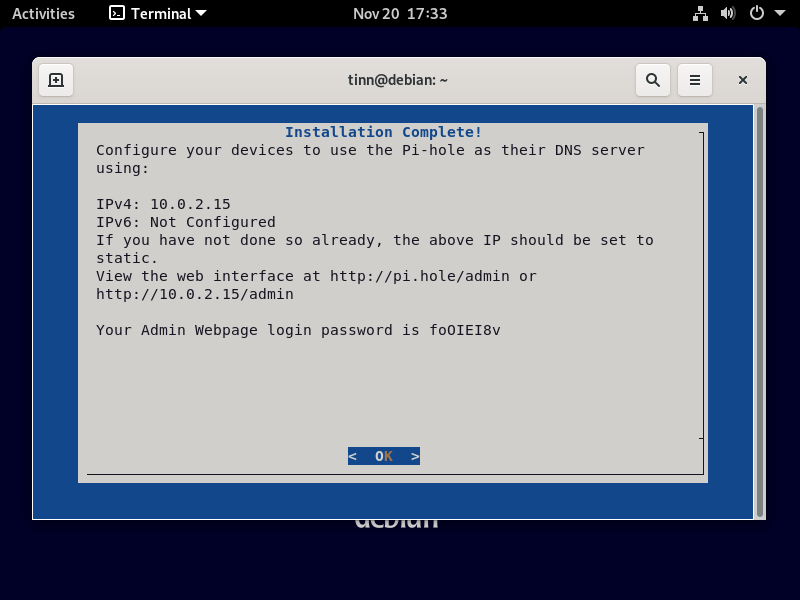 Activities
Terminal
Nov 20 17:33
tinn@debian: ~
Installation Complete!
Configure your devices to use the Pi-hole as their DNS server
using:
IPv4: 10.0.2.15
IPv6: Not Configured
If you have not done so already, the above IP should be set to
static.
View the web interface at http://pi.hole/admin or
http://10.0.2.15/admin
Your Admin Webpage login password is foOIEI8v
< OK >
debian